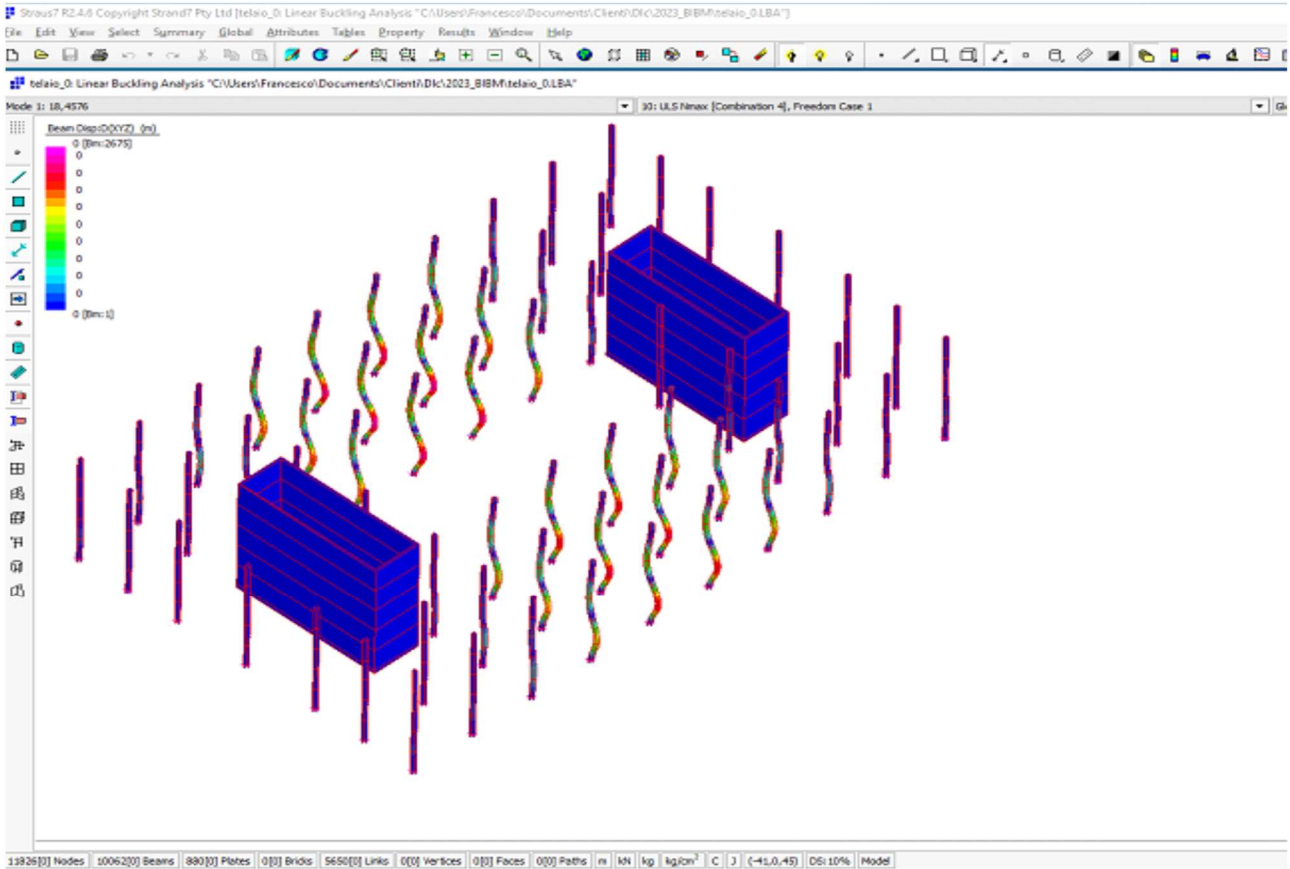 Straus7 R2.4.6 Copyright Strand7 Pty Ltd [telaio_0: Linear Buckling Analysis "C:\Users\Francesco\Documents\Clienti\Dlc\2023_BIBM\telaio_0.LBA"]
File Edit View Select Summary Global Attributes Tables Property Results Window Help
telaio_0: Linear Buckling Analysis "C:\Users\Francesco\Documents\Clienti\Dlc\2023_BIBM\telaio_0.LBA"
Mode 1: 18,4576
10: ULS Nmax [Combination 4], Freedom Case 1
Beam Disp:D(XYZ) (m)
0 [Bm:2675]
0
0
0
0
0
0
0
0
0
0 [Bm:1]
11826[0] Nodes 10062[0] Beams 880[0] Plates 0[0] Bricks 5650[0] Links 0[0] Vertices 0[0] Faces 0[0] Paths m kN kg kg/cm² C J (-41,0,45) DS:10% Model